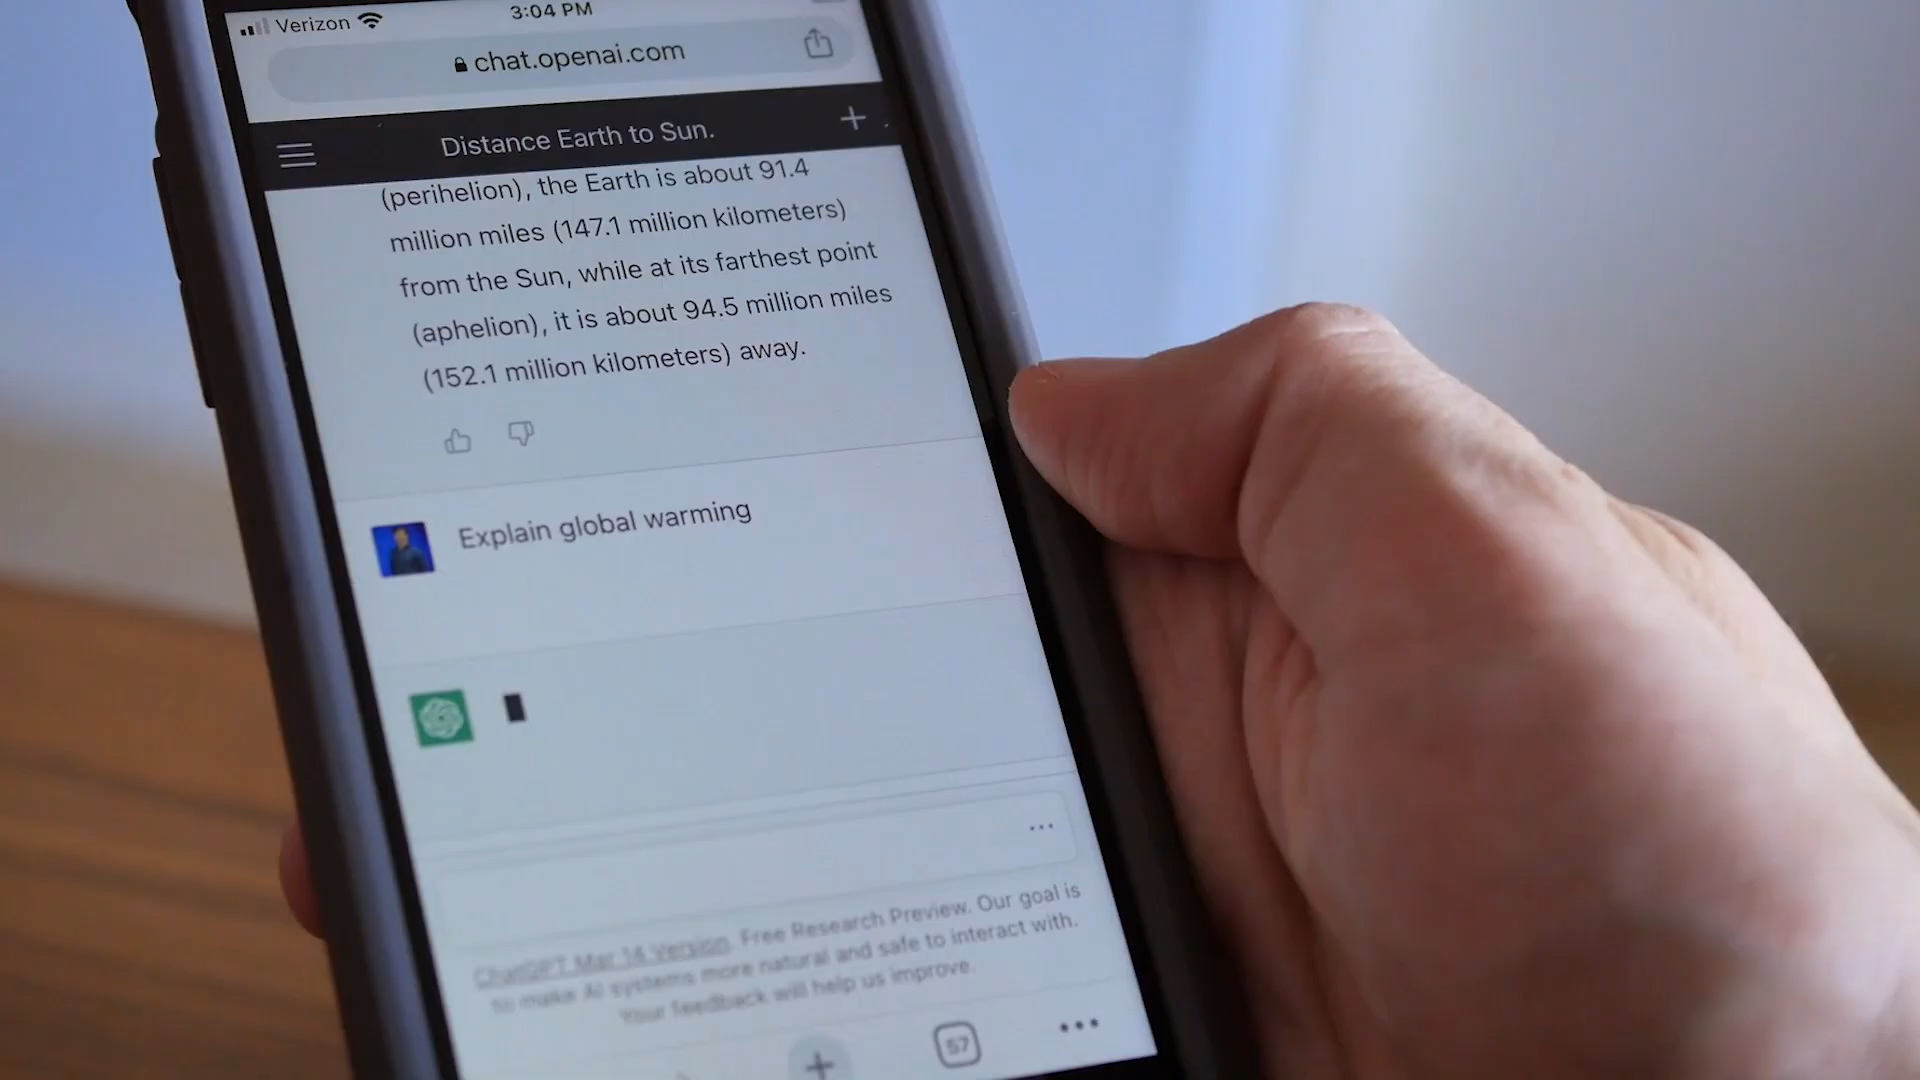 Verizon 3:04 PM
chat.openai.com
Distance Earth to Sun.
(perihelion), the Earth is about 91.4
million miles (147.1 million kilometers)
from the Sun, while at its farthest point
(aphelion), it is about 94.5 million miles
(152.1 million kilometers) away.
Explain global warming
ChatGPT Mar 14 Version. Free Research Preview. Our goal is
to make AI systems more natural and safe to interact with.
Your feedback will help us improve.
57